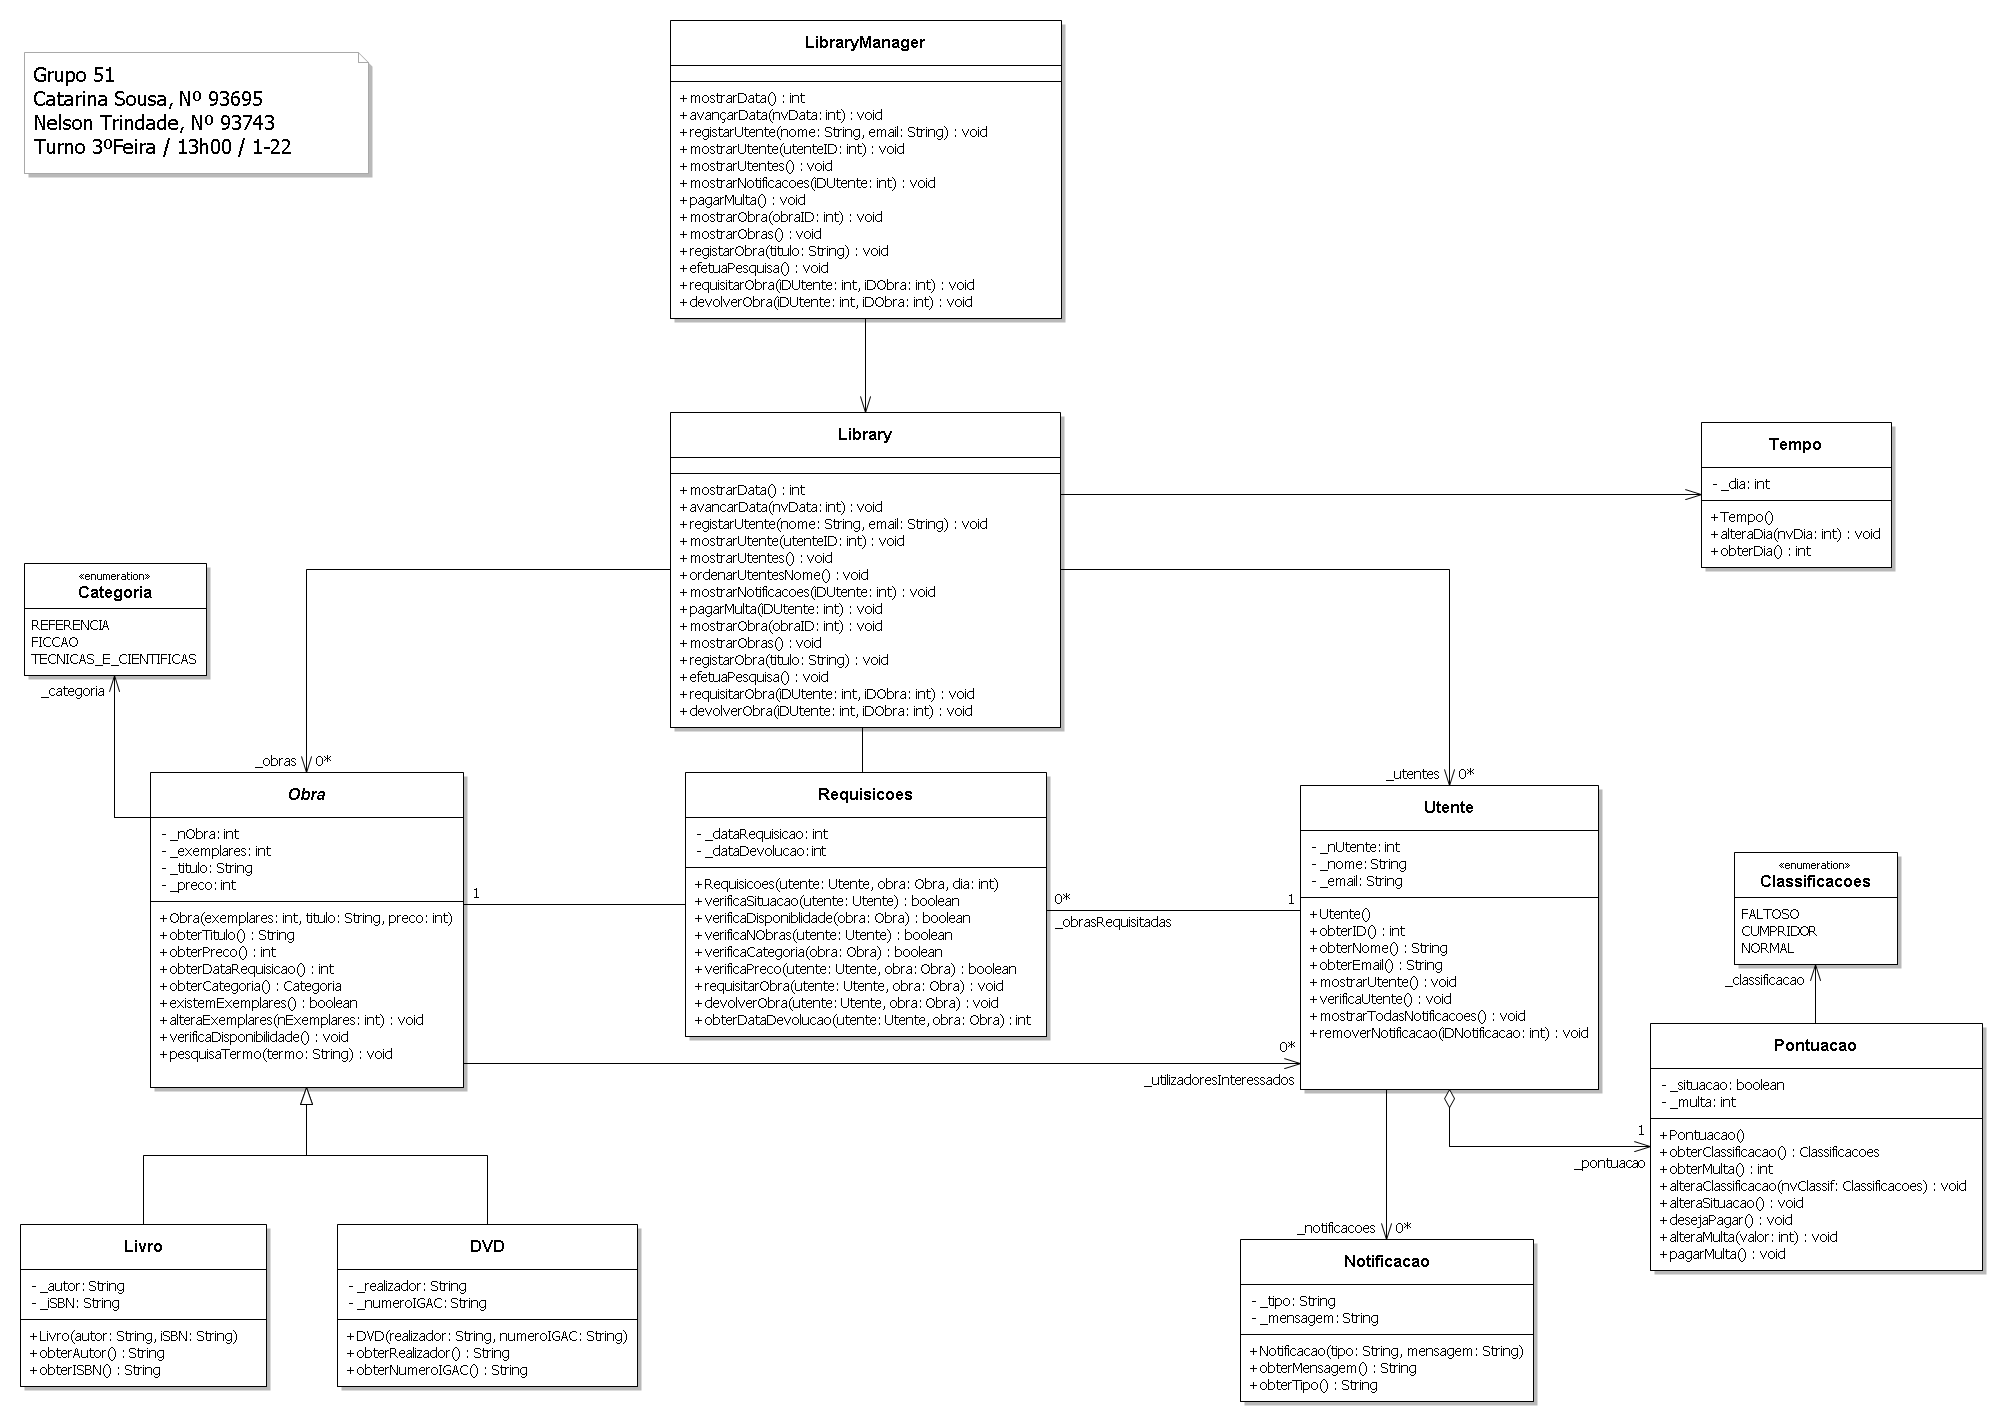 Grupo 51
Catarina Sousa, Nº 93695
Nelson Trindade, Nº 93743
Turno 3ºFeira / 13h00 / 1-22
LibraryManager
+mostrarData() : int
+avançarData(nvData: int) : void
+registarUtente(nome: String, email: String) : void
+mostrarUtente(utenteID: int) : void
+mostrarUtentes() : void
+mostrarNotificacoes(iDUtente: int) : void
+pagarMulta() : void
+mostrarObra(obraID: int) : void
+mostrarObras() : void
+registarObra(titulo: String) : void
+efetuaPesquisa() : void
+requisitarObra(iDUtente: int, iDObra: int) : void
+devolverObra(iDUtente: int, iDObra: int) : void
Library
+mostrarData() : int
+avancarData(nvData: int) : void
+registarUtente(nome: String, email: String) : void
+mostrarUtente(utenteID: int) : void
+mostrarUtentes() : void
+ordenarUtentesNome() : void
+mostrarNotificacoes(iDUtente: int) : void
+pagarMulta(iDUtente: int) : void
+mostrarObra(obraID: int) : void
+mostrarObras() : void
+registarObra(titulo: String) : void
+efetuaPesquisa() : void
+requisitarObra(iDUtente: int, iDObra: int) : void
+devolverObra(iDUtente: int, iDObra: int) : void
Tempo
- _dia: int
+Tempo()
+alteraDia(nvDia: int) : void
+obterDia() : int
«enumeration»
Categoria
REFERENCIA
FICCAO
TECNICAS_E_CIENTIFICAS
_categoria
_obras 0*
_utentes 0*
Obra
- _nObra: int
- _exemplares: int
- _titulo: String
- _preco: int
+Obra(exemplares: int, titulo: String, preco: int)
+obterTitulo() : String
+obterPreco() : int
+obterDataRequisicao() : int
+obterCategoria() : Categoria
+existemExemplares() : boolean
+alteraExemplares(nExemplares: int) : void
+verificaDisponibilidade() : void
+pesquisaTermo(termo: String) : void
1
Requisicoes
- _dataRequisicao: int
- _dataDevolucao:int
+Requisicoes(utente: Utente, obra: Obra, dia: int)
+verificaSituacao(utente: Utente) : boolean
+verificaDisponiblidade(obra: Obra) : boolean
+verificaNObras(utente: Utente) : boolean
+verificaCategoria(obra: Obra) : boolean
+verificaPreco(utente: Utente, obra: Obra) : boolean
+requisitarObra(utente: Utente, obra: Obra) : void
+devolverObra(utente: Utente, obra: Obra) : void
+obterDataDevolucao(utente: Utente, obra: Obra) : int
0*
_obrasRequisitadas
1
0*
_utilizadoresInteressados
Utente
- _nUtente: int
- _nome: String
- _email: String
+Utente()
+obterID() : int
+obterNome() : String
+obterEmail() : String
+mostrarUtente() : void
+verificaUtente() : void
+mostrarTodasNotificacoes() : void
+removerNotificacao(iDNotificacao: int) : void
«enumeration»
Classificacoes
FALTOSO
CUMPRIDOR
NORMAL
_classificacao
Pontuacao
- _situacao: boolean
- _multa: int
+Pontuacao()
+obterClassificacao() : Classificacoes
+obterMulta() : int
+alteraClassificacao(nvClassif: Classificacoes) : void
+alteraSituacao() : void
+desejaPagar() : void
+alteraMulta(valor: int) : void
+pagarMulta() : void
1
_pontuacao
_notificacoes 0*
Livro
- _autor: String
- _iSBN: String
+Livro(autor: String, iSBN: String)
+obterAutor() : String
+obterISBN() : String
DVD
- _realizador: String
- _numeroIGAC: String
+DVD(realizador: String, numeroIGAC: String)
+obterRealizador() : String
+obterNumeroIGAC() : String
Notificacao
- _tipo: String
- _mensagem: String
+Notificacao(tipo: String, mensagem: String)
+obterMensagem() : String
+obterTipo() : String